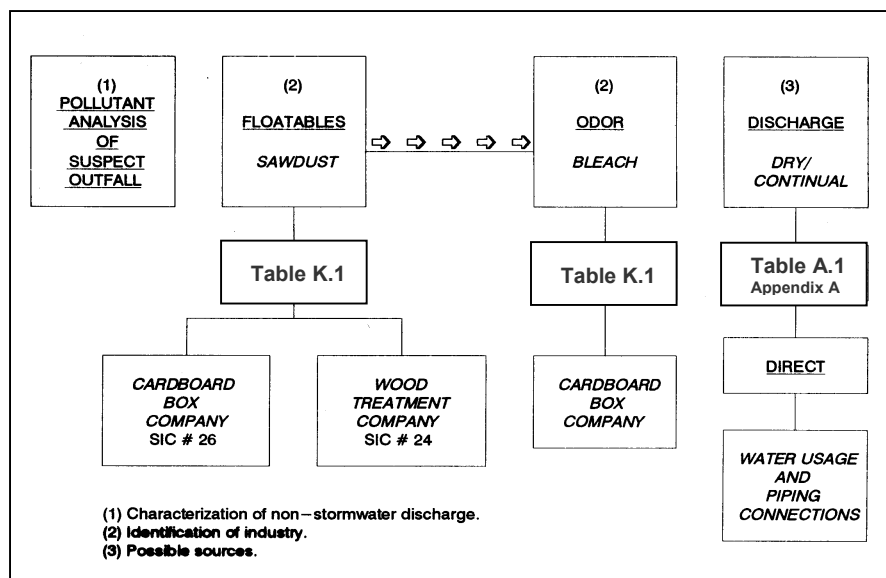 (1)
POLLUTANT
ANALYSIS
OF
SUSPECT
OUTFALL
(2)
FLOATABLES
SAWDUST
(2)
ODOR
BLEACH
(3)
DISCHARGE
DRY/
CONTINUAL
Table K.1
Table K.1
Table A.1
Appendix A
CARDBOARD
BOX
COMPANY
SIC # 26
WOOD
TREATMENT
COMPANY
SIC # 24
CARDBOARD
BOX
COMPANY
DIRECT
WATER USAGE
AND
PIPING
CONNECTIONS
(1) Characterization of non-stormwater discharge.
(2) Identification of industry.
(3) Possible sources.